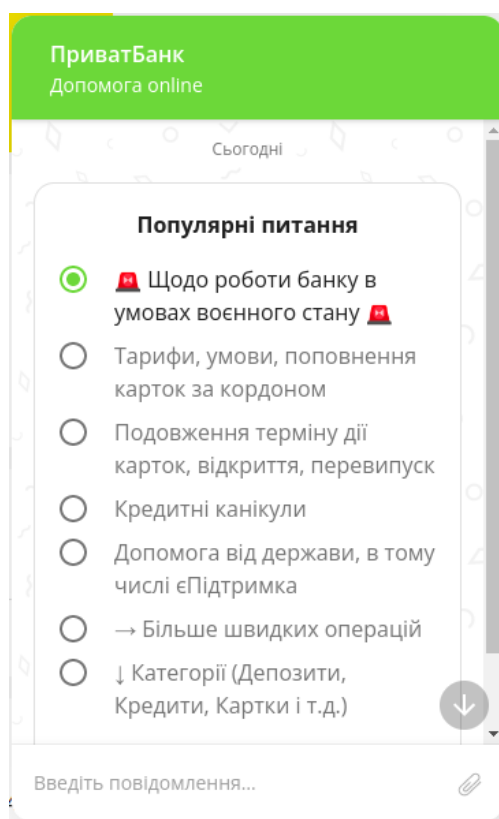 ПриватБанк
Допомога online
Сьогодні
Популярні питання
🚨 Щодо роботи банку в
умовах воєнного стану 🚨
Тарифи, умови, поповнення
карток за кордоном
Подовження терміну дії
карток, відкриття, перевипуск
Кредитні канікули
Допомога від держави, в тому
числі єПідтримка
→ Більше швидких операцій
↓ Категорії (Депозити,
Кредити, Картки і т.д.)
Введіть повідомлення...